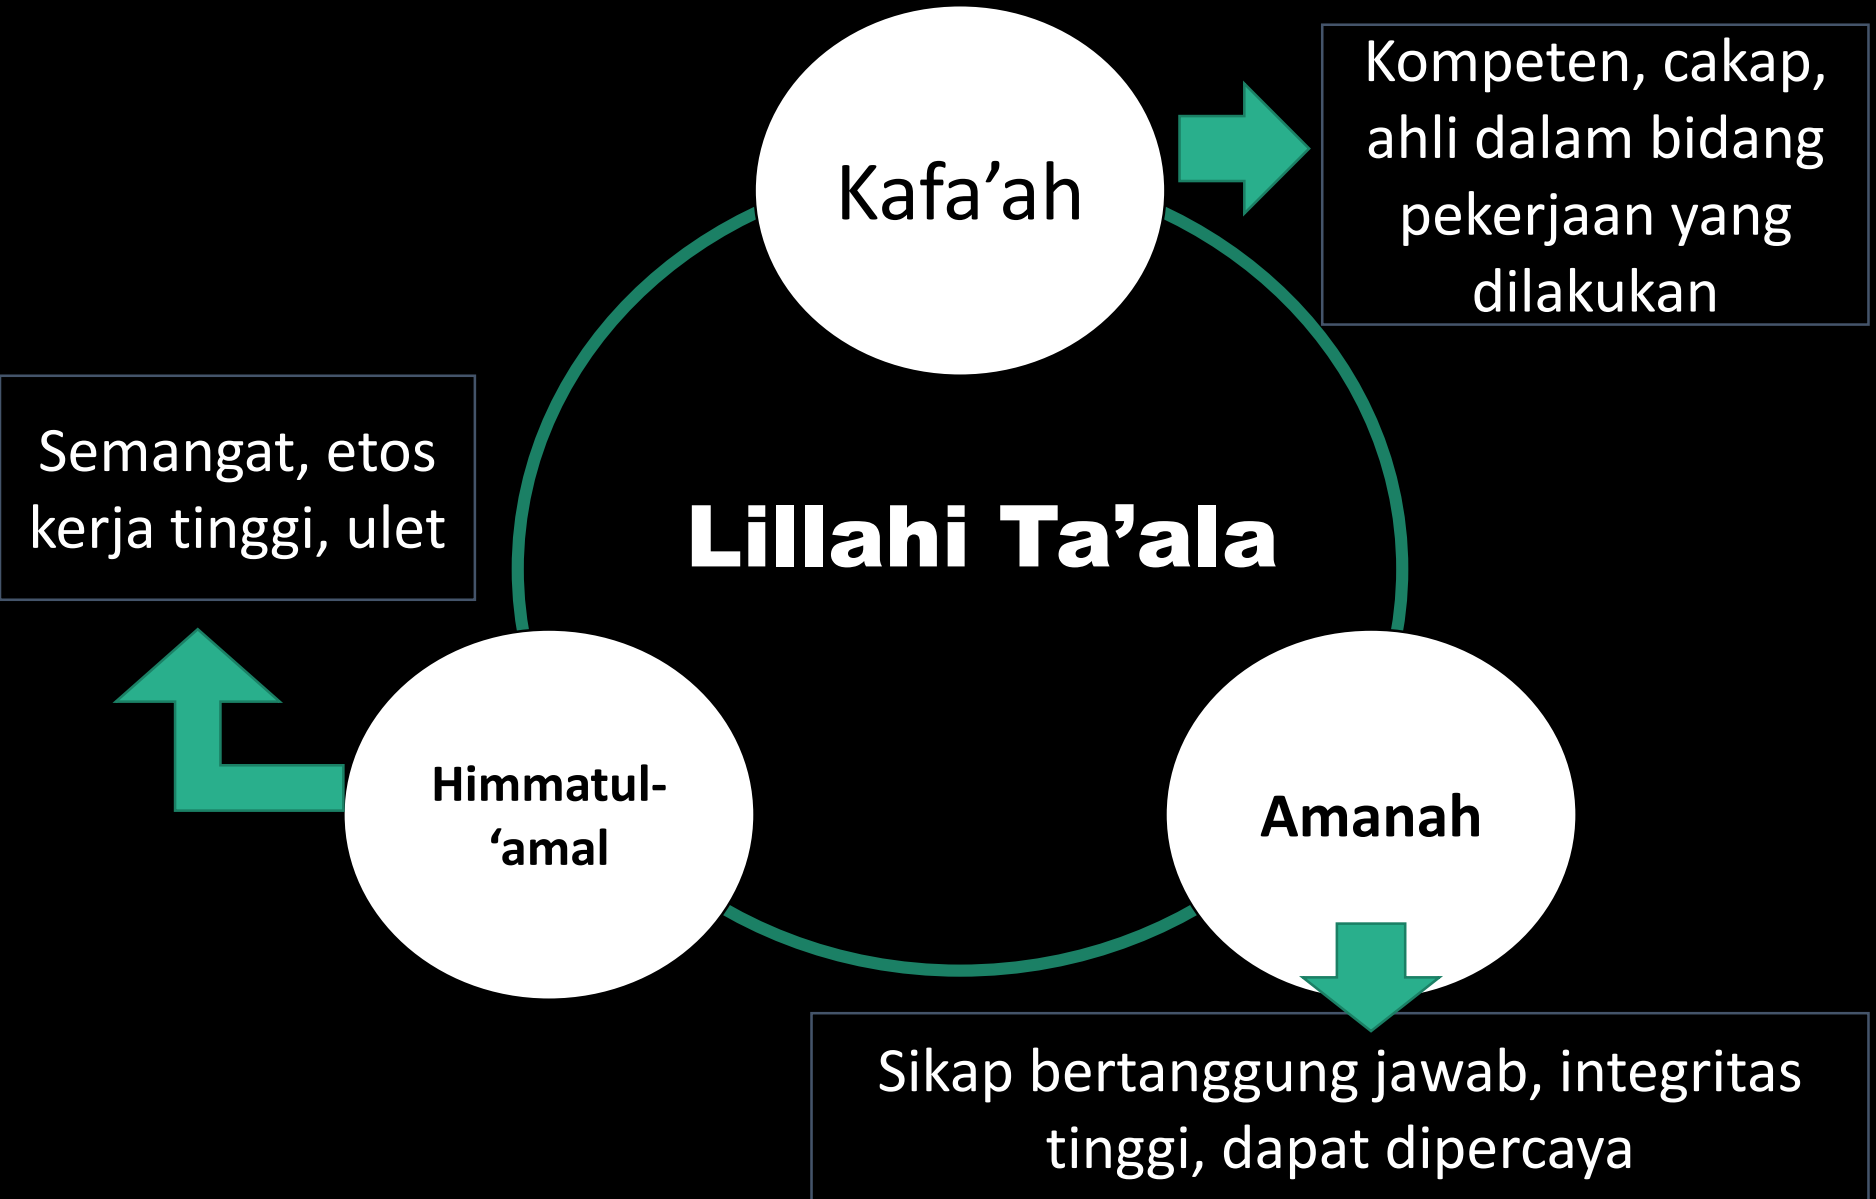 Kafa’ah
Kompeten, cakap,
ahli dalam bidang
pekerjaan yang
dilakukan
Semangat, etos
kerja tinggi, ulet
Lillahi Ta’ala
Himmatul-
‘amal
Amanah
Sikap bertanggung jawab, integritas
tinggi, dapat dipercaya